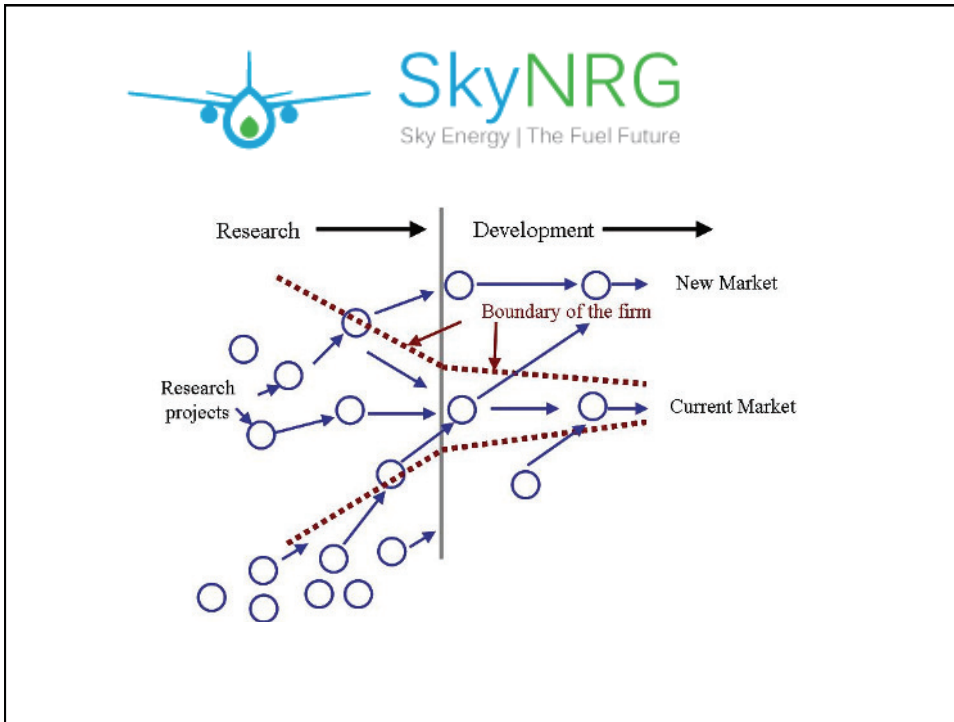 SkyNRG
Sky Energy | The Fuel Future
Research
Development
New Market
Boundary of the firm
Research
projects
Current Market